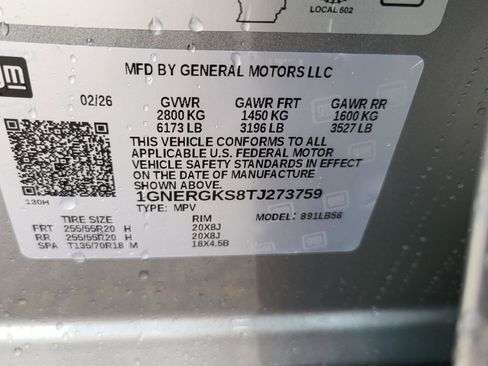 LOCAL 602
gm
MFD BY GENERAL MOTORS LLC
02/26 GVWR GAWR FRT GAWR RR
2800 KG 1450 KG 1600 KG
6173 LB 3196 LB 3527 LB
THIS VEHICLE CONFORMS TO ALL
APPLICABLE U.S. FEDERAL MOTOR
VEHICLE SAFETY STANDARDS IN EFFECT
ON THE DATE OF MANUFACTURE
1GNERGKS8TJ273759
130H TYPE: MPV MODEL: 891LB56
TIRE SIZE RIM
FRT 255/55R20 H 20X8J
RR 255/55R20 H 20X8J
SPA T135/70R18 M 18X4.5B